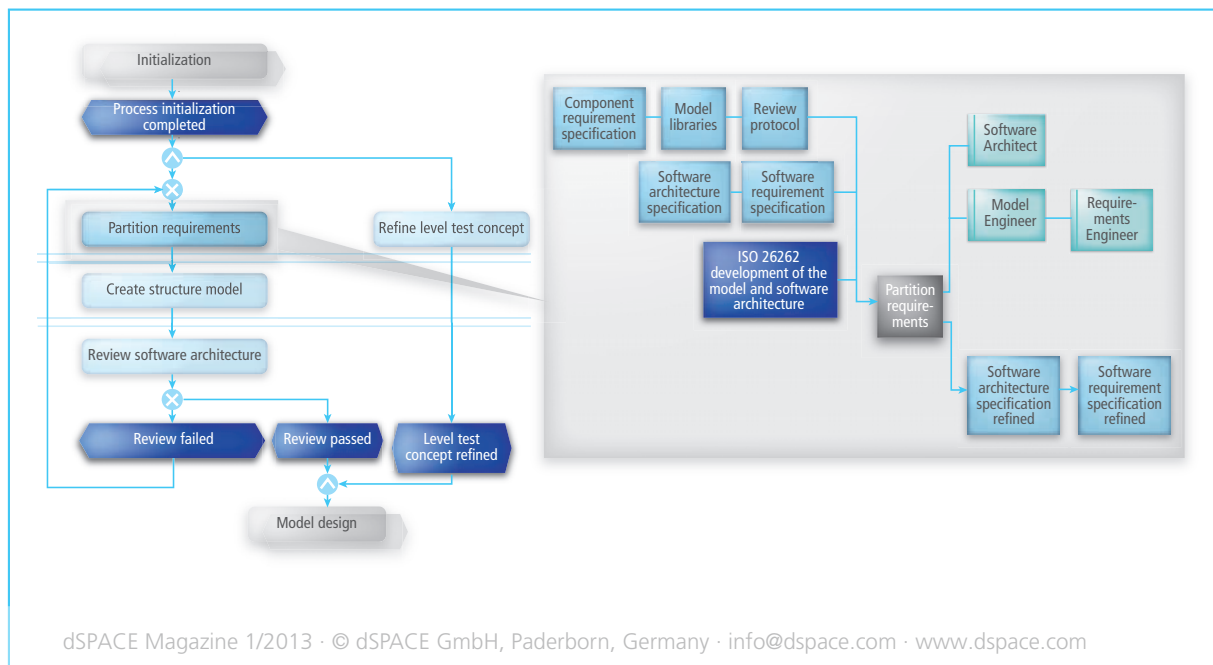 Initialization
Process initialization
completed
Partition requirements
Refine level test concept
Create structure model
Review software architecture
Review failed
Review passed
Level test
concept refined
Model design
Component
requirement
specification
Model
libraries
Review
protocol
Software
architecture
specification
Software
requirement
specification
ISO 26262
development of the
model and software
architecture
Partition
require-
ments
Software
Architect
Model
Engineer
Require-
ments
Engineer
Software
architecture
specification
refined
Software
requirement
specification
refined
dSPACE Magazine 1/2013 · © dSPACE GmbH, Paderborn, Germany · info@dspace.com · www.dspace.com